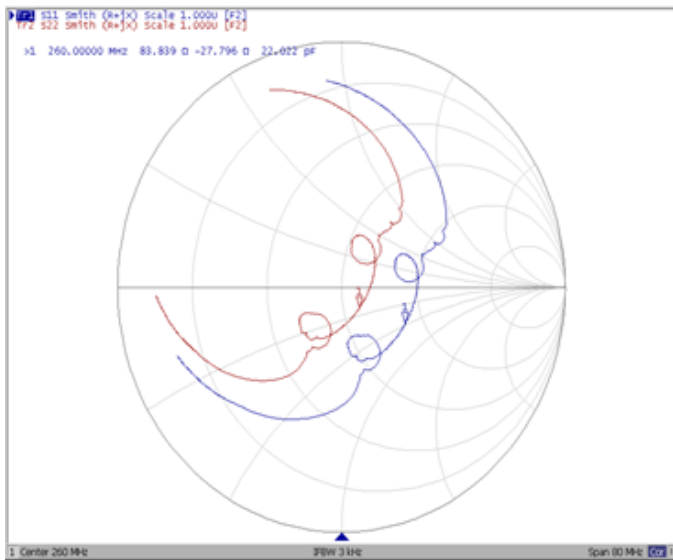 Tr1 S11 Smith (R+jX) Scale 1.000U [F2]
Tr2 S22 Smith (R+jX) Scale 1.000U [F2]
>1 260.00000 MHz 83.839 Ω -27.796 Ω 22.022 pF
1 Center 260 MHz IFBW 3 kHz Span 80 MHz Cor